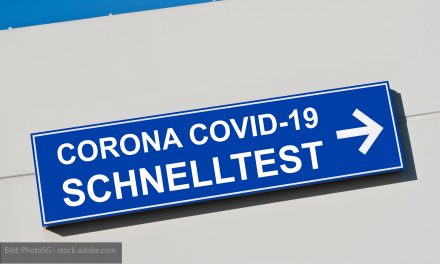 CORONA COVID-19
SCHNELLTEST
Bild: PhotoSG - stock.adobe.com